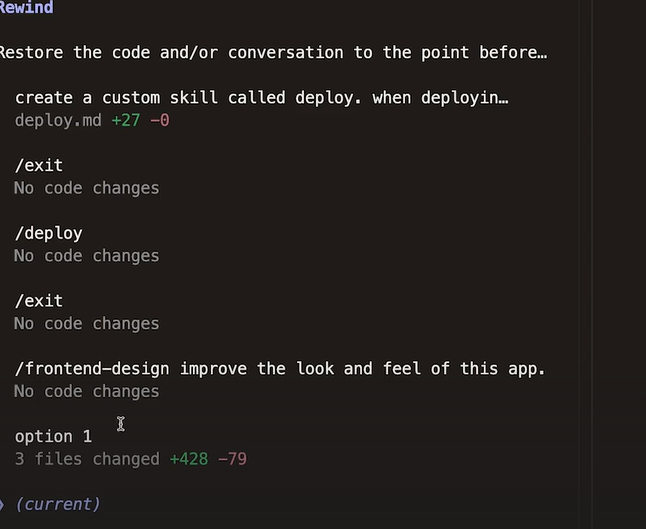 Rewind
Restore the code and/or conversation to the point before…
create a custom skill called deploy. when deployin…
deploy.md +27 -0
/exit
No code changes
/deploy
No code changes
/exit
No code changes
/frontend-design improve the look and feel of this app.
No code changes
option 1
3 files changed +428 -79
❯ (current)